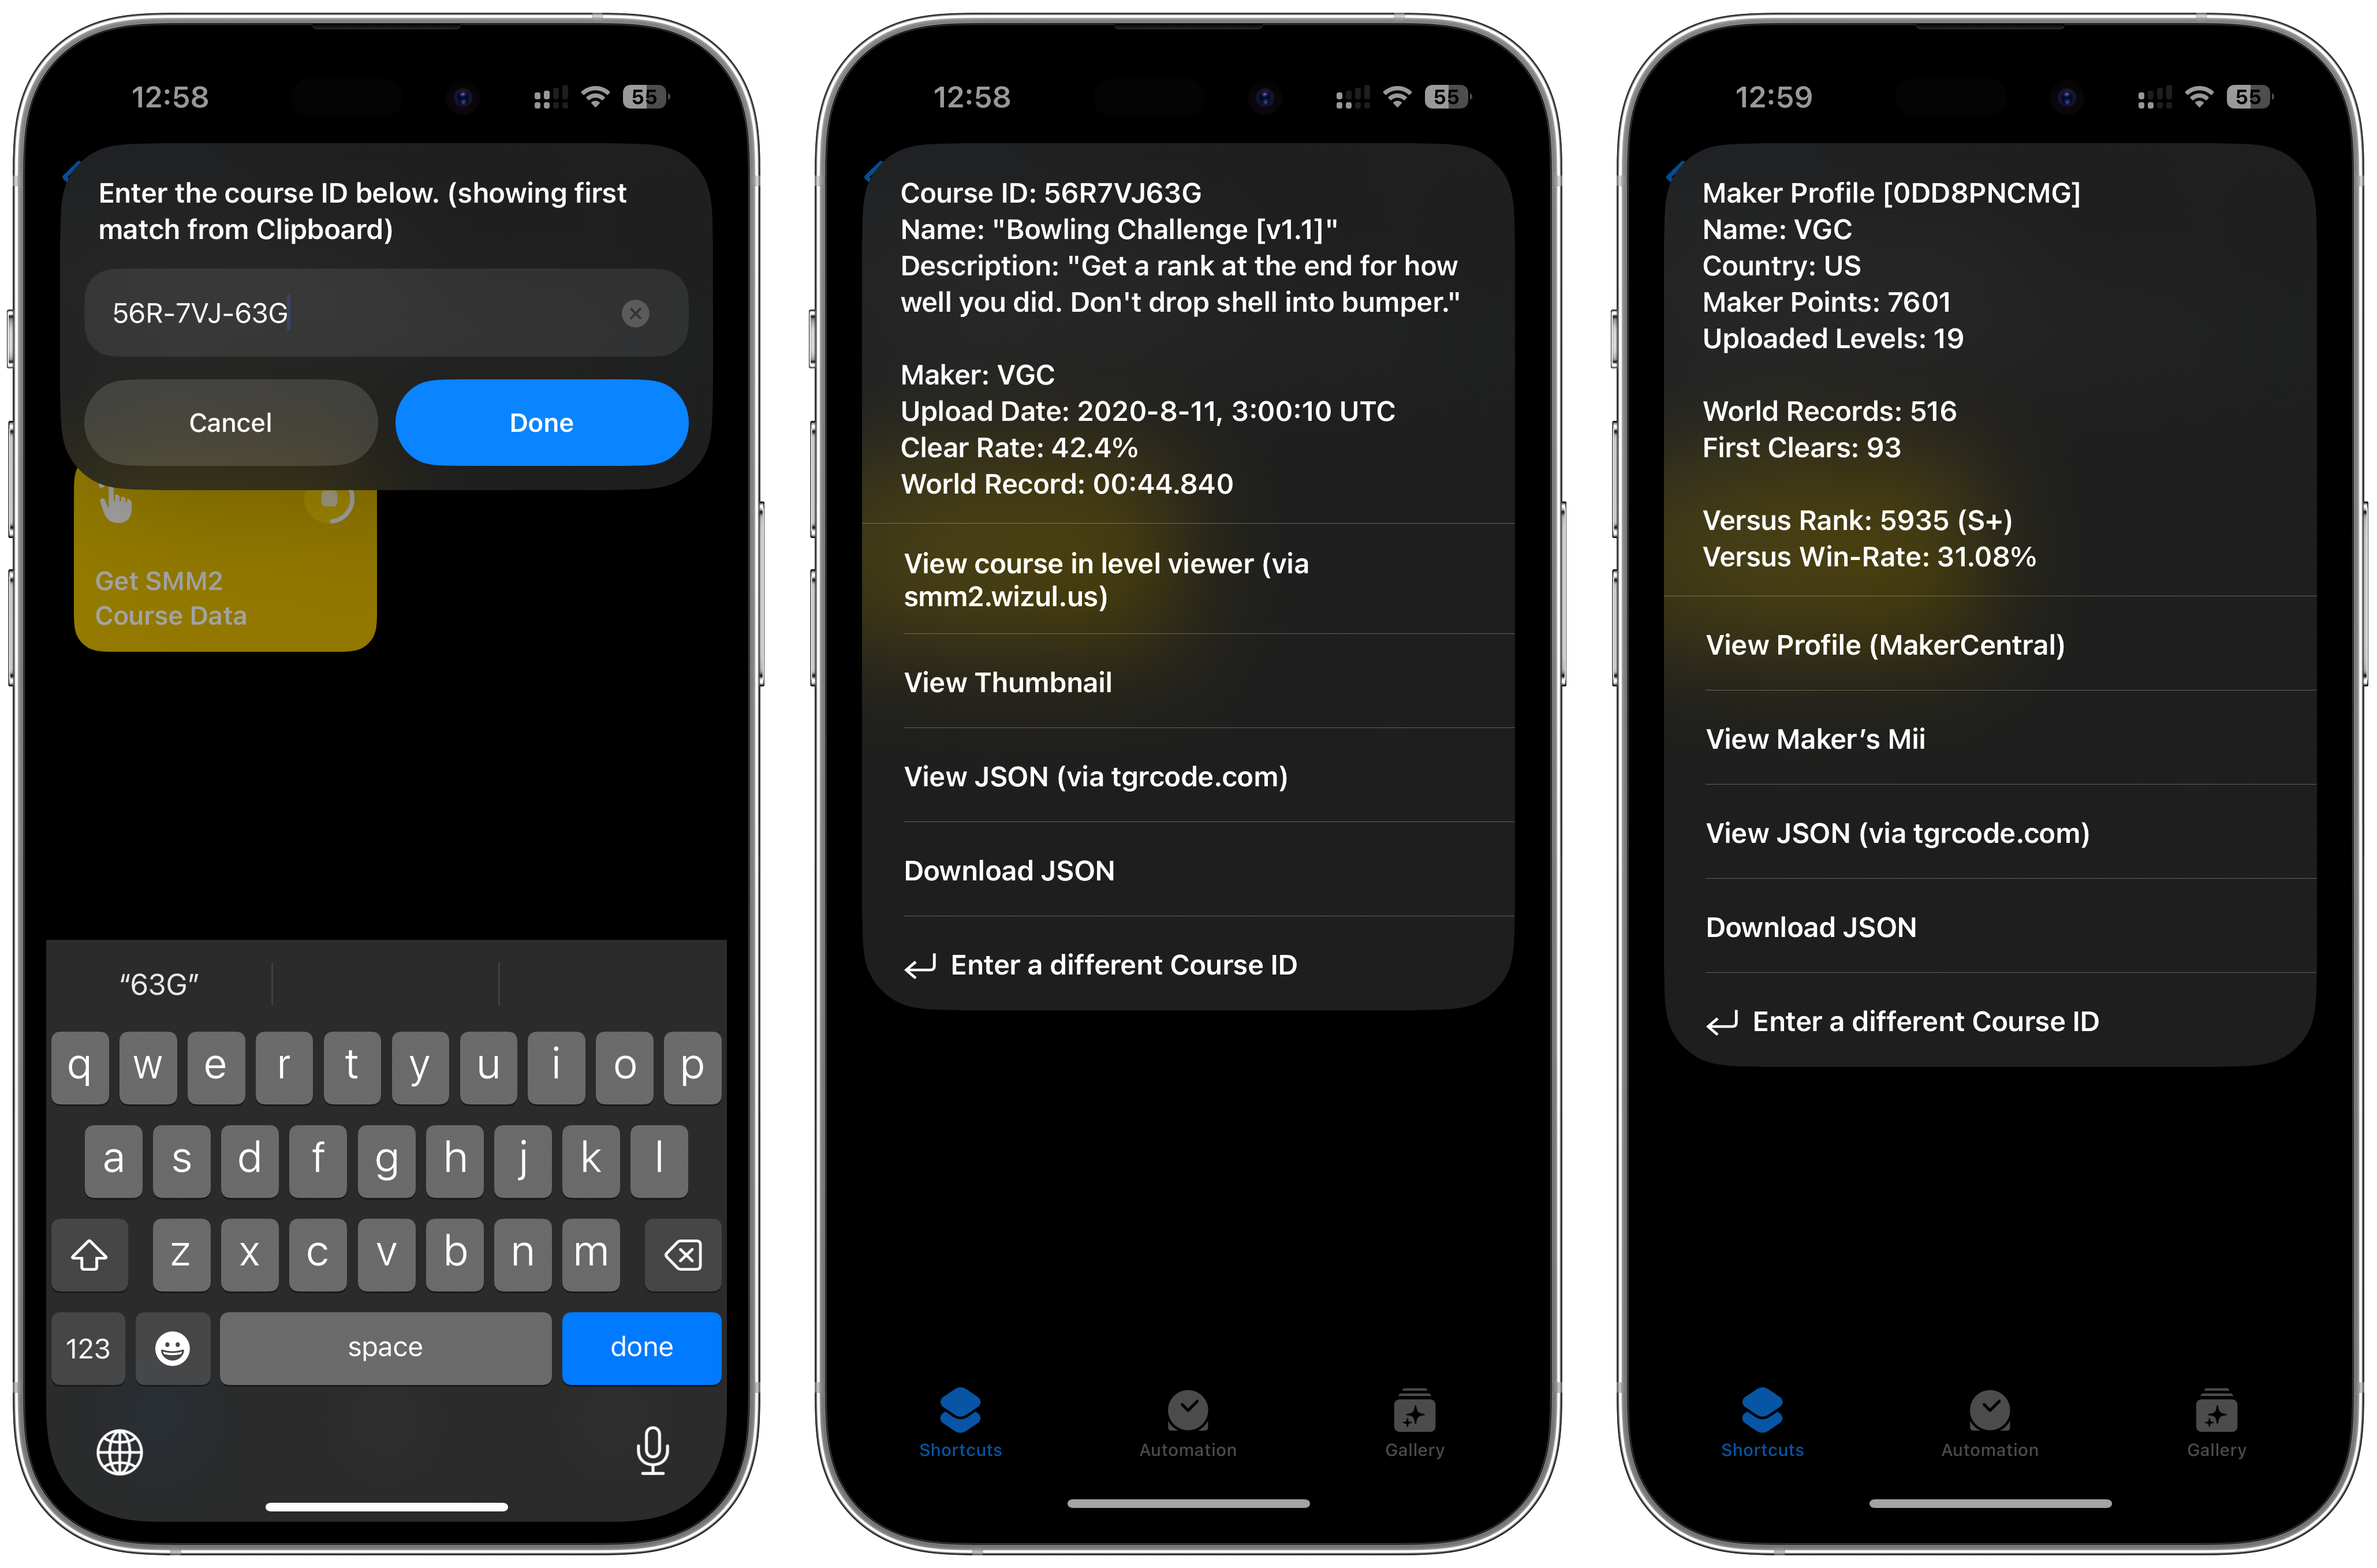 12:58
55
Enter the course ID below. (showing first
match from Clipboard)
56R-7VJ-63G
Cancel
Done
Get SMM2
Course Data
“63G”
q w e r t y u i o p
a s d f g h j k l
z x c v b n m
123
space
done
12:58
55
Course ID: 56R7VJ63G
Name: "Bowling Challenge [v1.1]"
Description: "Get a rank at the end for how
well you did. Don't drop shell into bumper."
Maker: VGC
Upload Date: 2020-8-11, 3:00:10 UTC
Clear Rate: 42.4%
World Record: 00:44.840
View course in level viewer (via
smm2.wizul.us)
View Thumbnail
View JSON (via tgrcode.com)
Download JSON
Enter a different Course ID
Shortcuts
Automation
Gallery
12:59
55
Maker Profile [0DD8PNCMG]
Name: VGC
Country: US
Maker Points: 7601
Uploaded Levels: 19
World Records: 516
First Clears: 93
Versus Rank: 5935 (S+)
Versus Win-Rate: 31.08%
View Profile (MakerCentral)
View Maker’s Mii
View JSON (via tgrcode.com)
Download JSON
Enter a different Course ID
Shortcuts
Automation
Gallery